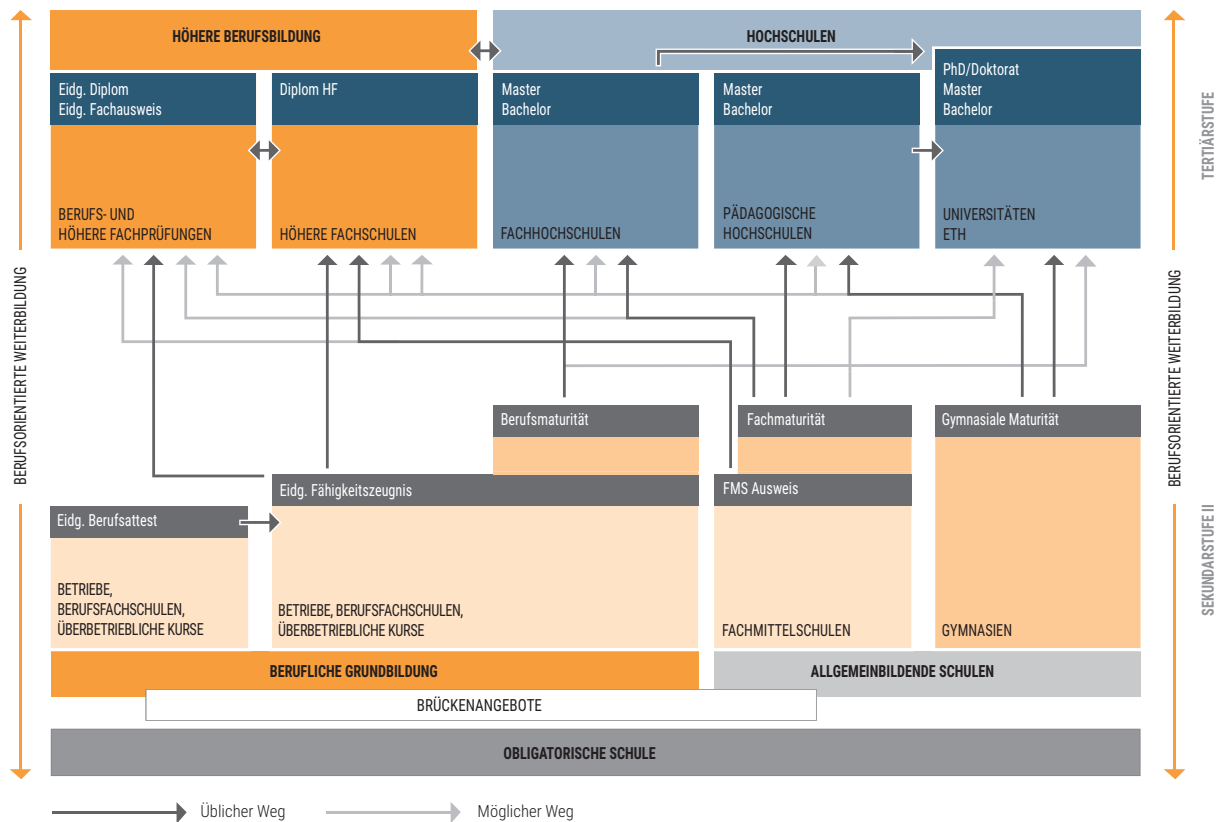 HÖHERE BERUFSBILDUNG
HOCHSCHULEN
Eidg. Diplom
Eidg. Fachausweis
Diplom HF
Master
Bachelor
Master
Bachelor
PhD/Doktorat
Master
Bachelor
BERUFS- UND
HÖHERE FACHPRÜFUNGEN
HÖHERE FACHSCHULEN
FACHHOCHSCHULEN
PÄDAGOGISCHE
HOCHSCHULEN
UNIVERSITÄTEN
ETH
TERTIÄRSTUFE
BERUFSORIENTIERTE WEITERBILDUNG
BERUFSORIENTIERTE WEITERBILDUNG
Berufsmaturität
Fachmaturität
Gymnasiale Maturität
Eidg. Fähigkeitszeugnis
FMS Ausweis
Eidg. Berufsattest
SEKUNDARSTUFE II
BETRIEBE,
BERUFSFACHSCHULEN,
ÜBERBETRIEBLICHE KURSE
BETRIEBE, BERUFSFACHSCHULEN,
ÜBERBETRIEBLICHE KURSE
FACHMITTELSCHULEN
GYMNASIEN
BERUFLICHE GRUNDBILDUNG
ALLGEMEINBILDENDE SCHULEN
BRÜCKENANGEBOTE
OBLIGATORISCHE SCHULE
Üblicher Weg
Möglicher Weg